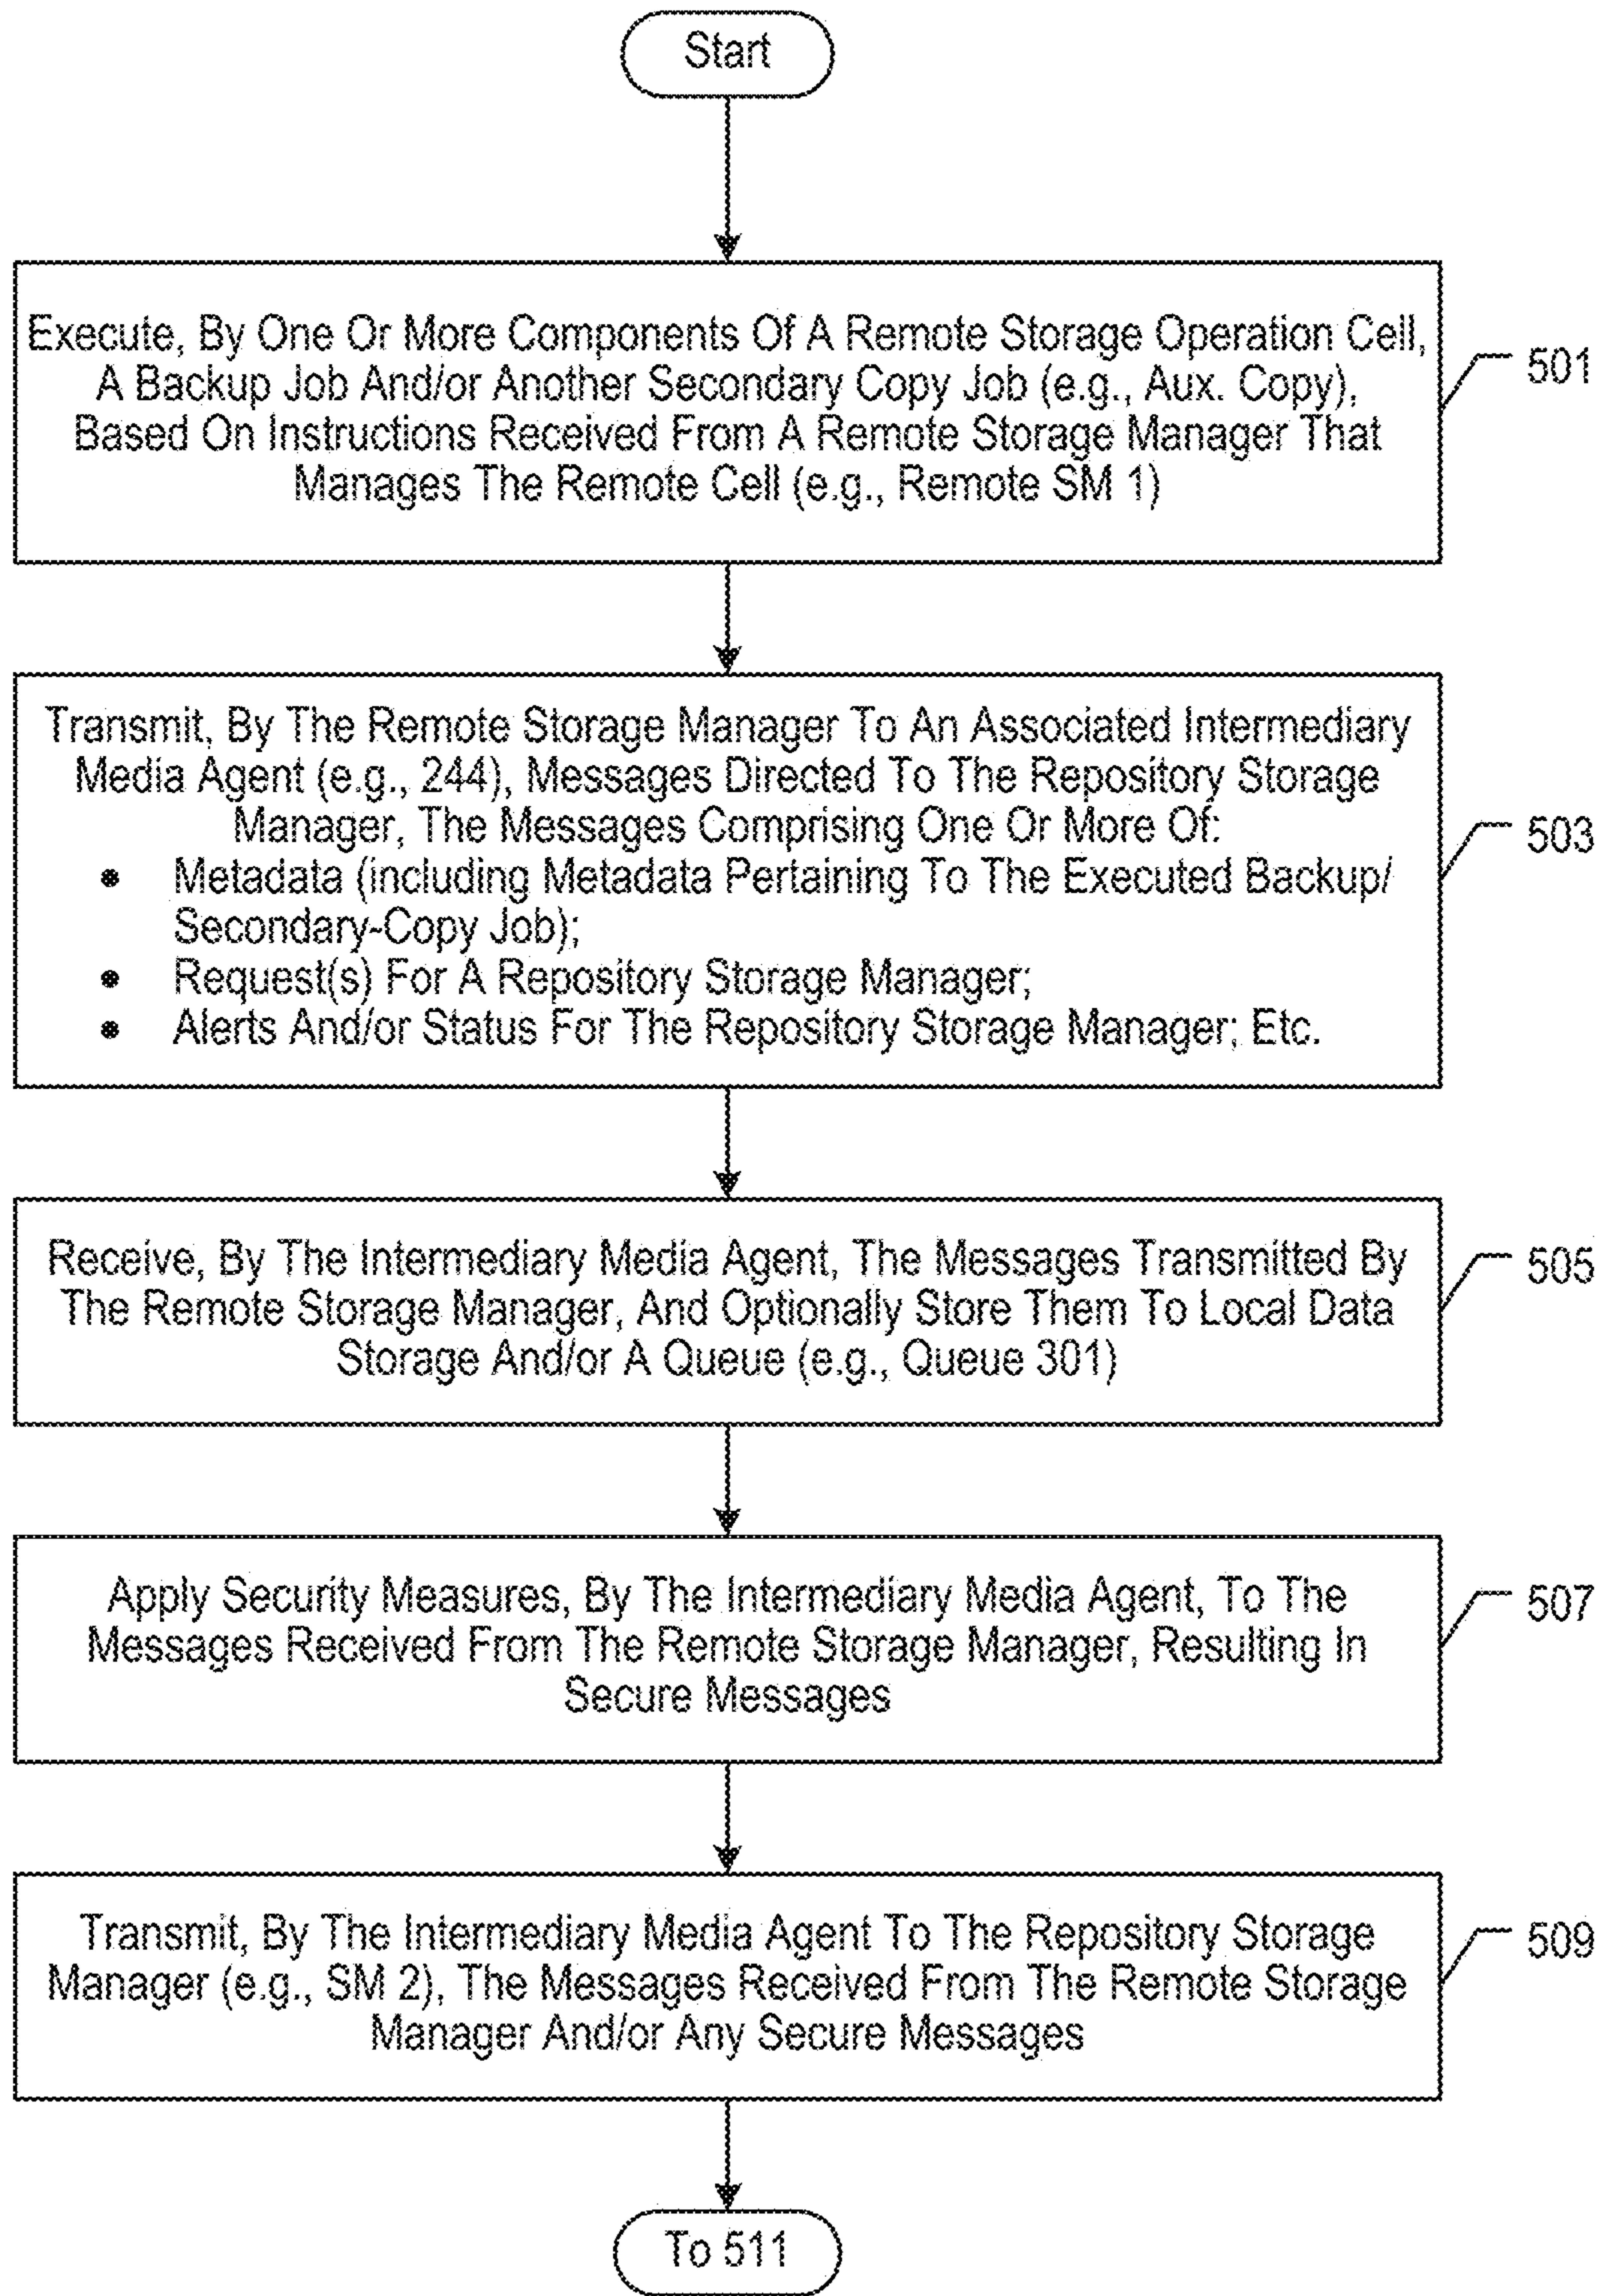 Start
Execute, By One Or More Components Of A Remote Storage Operation Cell,
A Backup Job And/or Another Secondary Copy Job (e.g., Aux. Copy),
Based On Instructions Received From A Remote Storage Manager That
Manages The Remote Cell (e.g., Remote SM 1)
501
Transmit, By The Remote Storage Manager To An Associated Intermediary
Media Agent (e.g., 244), Messages Directed To The Repository Storage
Manager, The Messages Comprising One Or More Of:
• Metadata (including Metadata Pertaining To The Executed Backup/
Secondary-Copy Job);
• Request(s) For A Repository Storage Manager;
• Alerts And/or Status For The Repository Storage Manager; Etc.
503
Receive, By The Intermediary Media Agent, The Messages Transmitted By
The Remote Storage Manager, And Optionally Store Them To Local Data
Storage And/or A Queue (e.g., Queue 301)
505
Apply Security Measures, By The Intermediary Media Agent, To The
Messages Received From The Remote Storage Manager, Resulting In
Secure Messages
507
Transmit, By The Intermediary Media Agent To The Repository Storage
Manager (e.g., SM 2), The Messages Received From The Remote Storage
Manager And/or Any Secure Messages
509
To 511